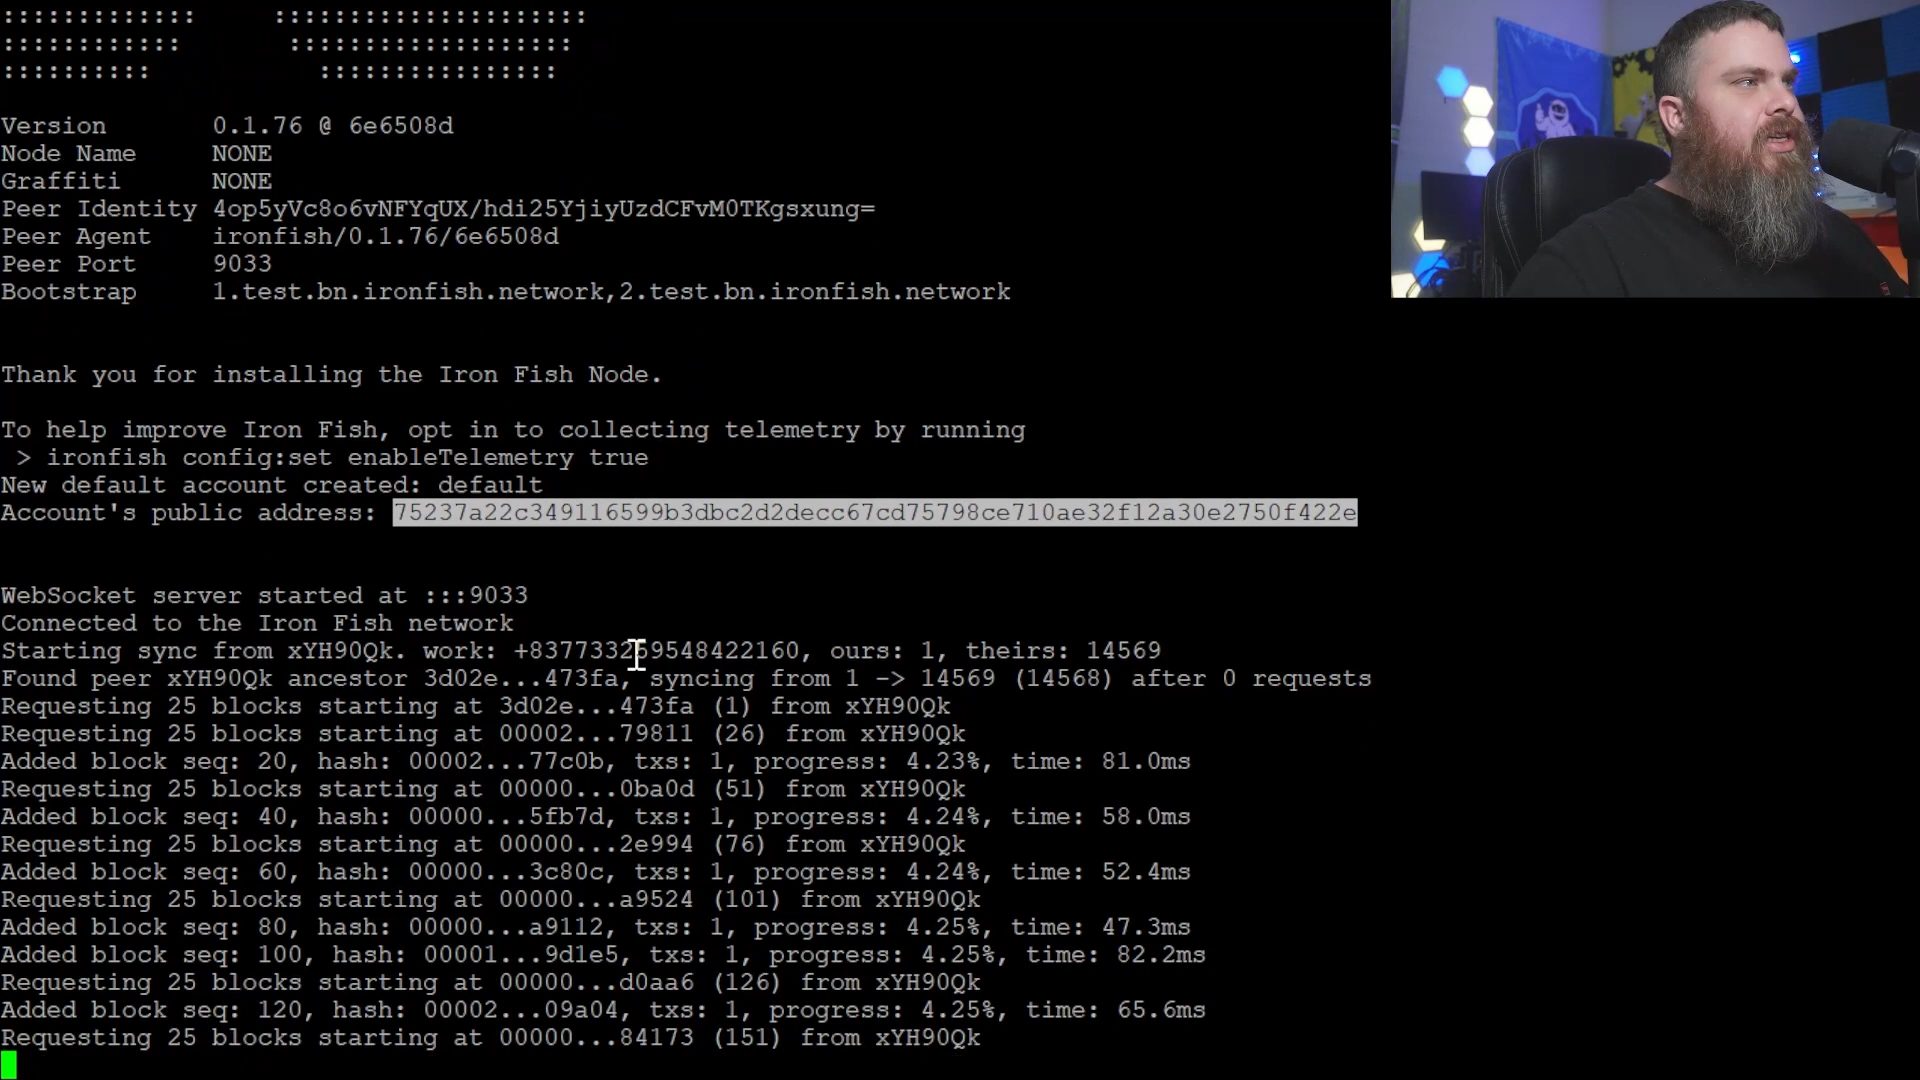 :::::::::::::     :::::::::::::::::::::
::::::::::::       :::::::::::::::::::
::::::::::           ::::::::::::::::
Version       0.1.76 @ 6e6508d
Node Name     NONE
Graffiti      NONE
Peer Identity 4op5yVc8o6vNFYqUX/hdi25YjiyUzdCFvM0TKgsxung=
Peer Agent    ironfish/0.1.76/6e6508d
Peer Port     9033
Bootstrap     1.test.bn.ironfish.network,2.test.bn.ironfish.network
Thank you for installing the Iron Fish Node.
To help improve Iron Fish, opt in to collecting telemetry by running
 > ironfish config:set enableTelemetry true
New default account created: default
Account's public address: 75237a22c349116599b3dbc2d2decc67cd75798ce710ae32f12a30e2750f422e
WebSocket server started at :::9033
Connected to the Iron Fish network
Starting sync from xYH90Qk. work: +837733269548422160, ours: 1, theirs: 14569
Found peer xYH90Qk ancestor 3d02e...473fa, syncing from 1 -> 14569 (14568) after 0 requests
Requesting 25 blocks starting at 3d02e...473fa (1) from xYH90Qk
Requesting 25 blocks starting at 00002...79811 (26) from xYH90Qk
Added block seq: 20, hash: 00002...77c0b, txs: 1, progress: 4.23%, time: 81.0ms
Requesting 25 blocks starting at 00000...0ba0d (51) from xYH90Qk
Added block seq: 40, hash: 00000...5fb7d, txs: 1, progress: 4.24%, time: 58.0ms
Requesting 25 blocks starting at 00000...2e994 (76) from xYH90Qk
Added block seq: 60, hash: 00000...3c80c, txs: 1, progress: 4.24%, time: 52.4ms
Requesting 25 blocks starting at 00000...a9524 (101) from xYH90Qk
Added block seq: 80, hash: 00000...a9112, txs: 1, progress: 4.25%, time: 47.3ms
Added block seq: 100, hash: 00001...9d1e5, txs: 1, progress: 4.25%, time: 82.2ms
Requesting 25 blocks starting at 00000...d0aa6 (126) from xYH90Qk
Added block seq: 120, hash: 00002...09a04, txs: 1, progress: 4.25%, time: 65.6ms
Requesting 25 blocks starting at 00000...84173 (151) from xYH90Qk